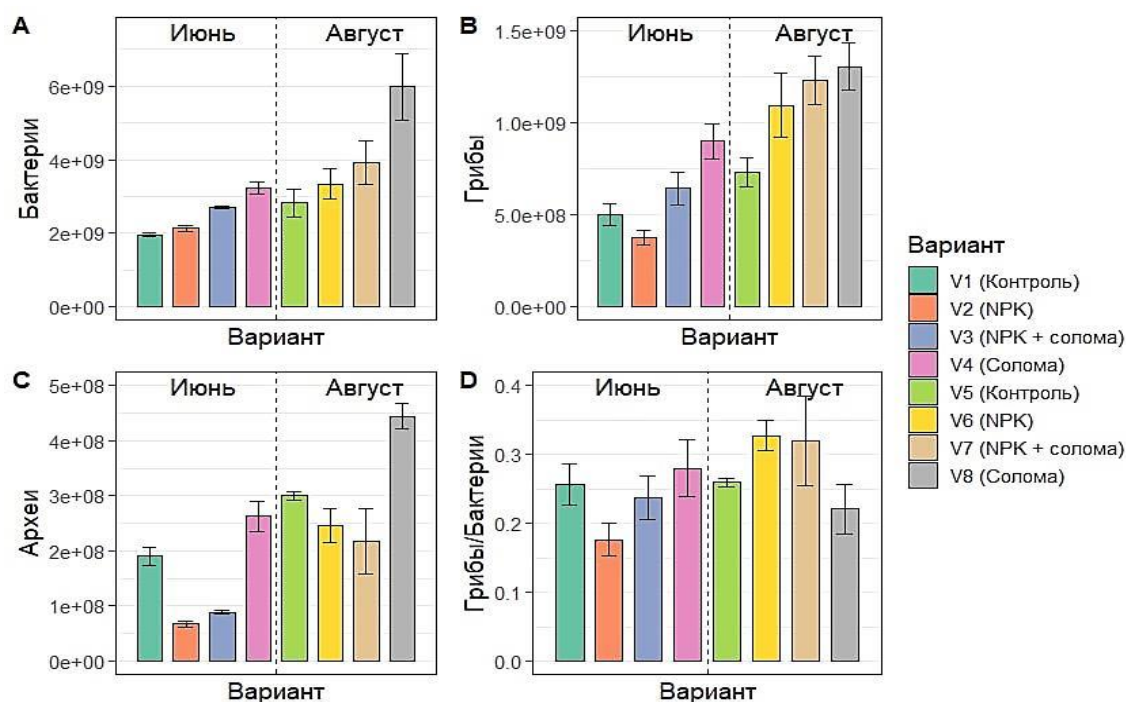 A
Июнь
Август
6e+09
4e+09
2e+09
0e+00
Бактерии
Вариант
B
Июнь
Август
1.5e+09
1.0e+09
5.0e+08
0.0e+00
Грибы
Вариант
C
Июнь
Август
5e+08
4e+08
3e+08
2e+08
1e+08
0e+00
Археи
Вариант
D
Июнь
Август
0.4
0.3
0.2
0.1
0.0
Грибы/Бактерии
Вариант
Вариант
V1 (Контроль)
V2 (NPK)
V3 (NPK + солома)
V4 (Солома)
V5 (Контроль)
V6 (NPK)
V7 (NPK + солома)
V8 (Солома)